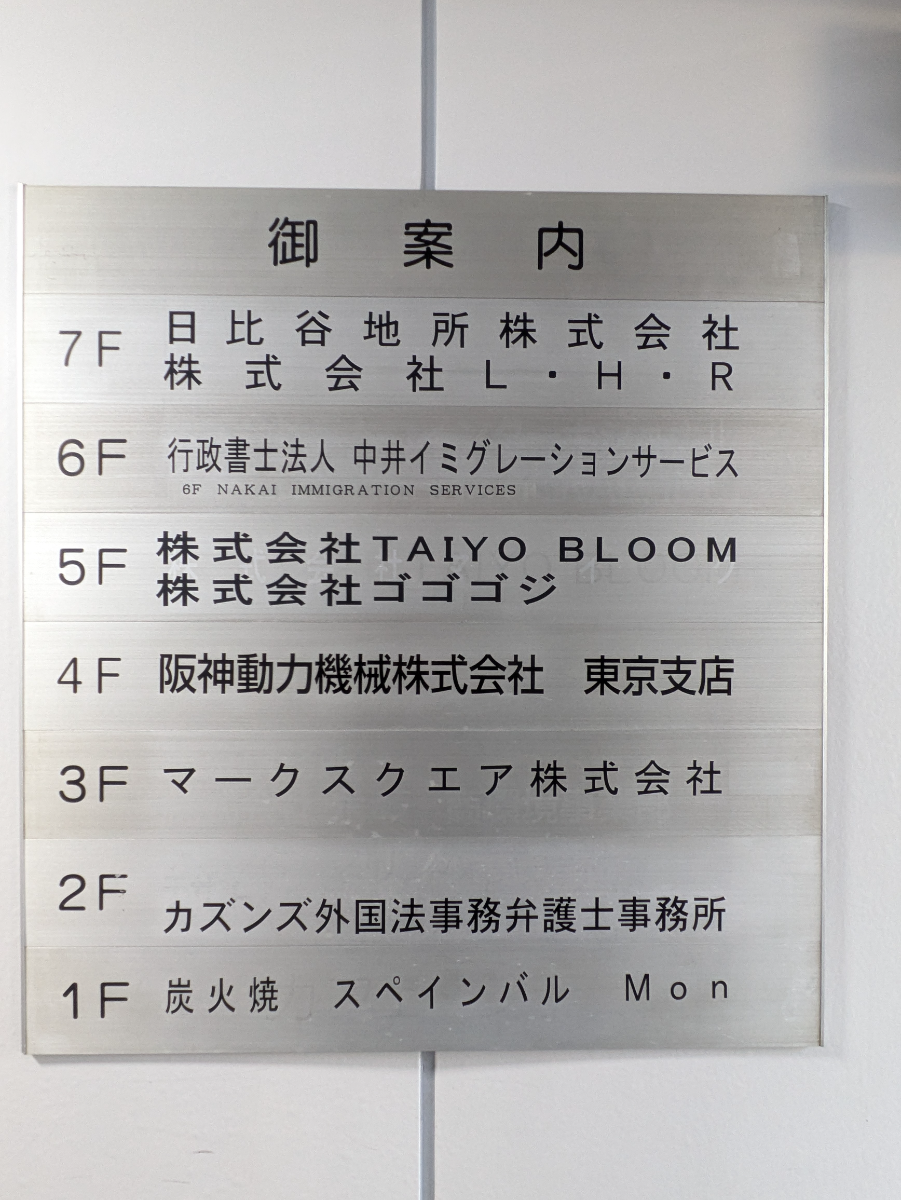 御案内
7F 日比谷地所株式会社
株式会社L・H・R
6F 行政書士法人 中井イミグレーションサービス
6F NAKAI IMMIGRATION SERVICES
5F 株式会社TAIYO BLOOM
株式会社ゴゴゴジ
4F 阪神動力機械株式会社 東京支店
3F マークスクエア株式会社
2F カズンズ外国法事務弁護士事務所
1F 炭火焼 スペインバル Mon